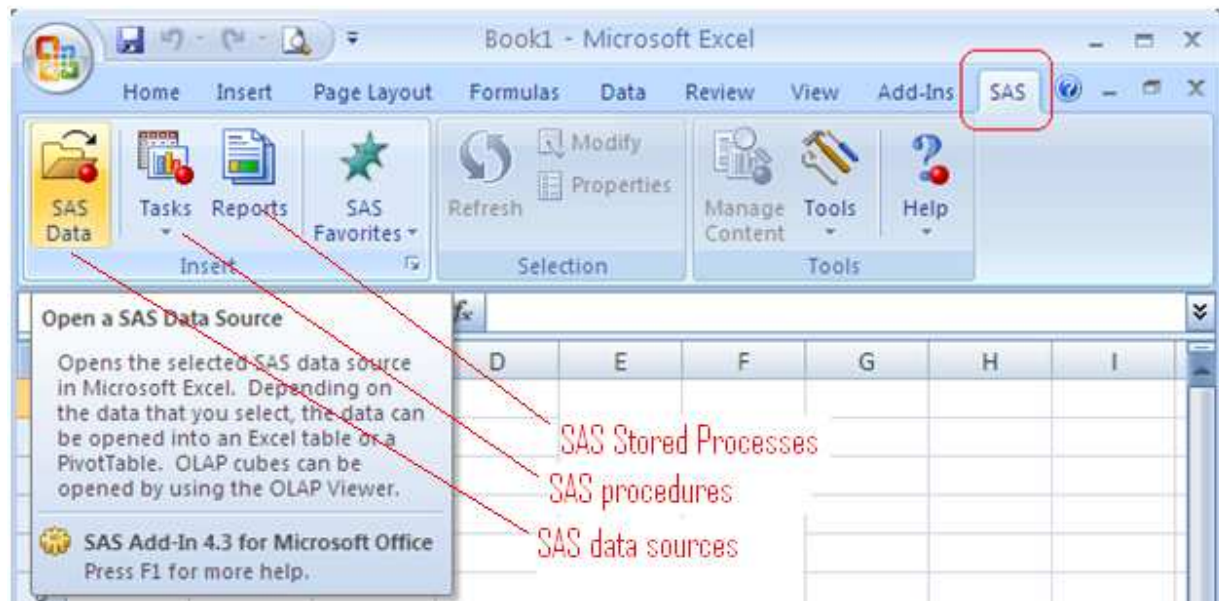 Book1 - Microsoft Excel
Home Insert Page Layout Formulas Data Review View Add-Ins SAS
SAS Data
Tasks
Reports
SAS Favorites
Insert
Refresh
Modify
Properties
Selection
Manage Content
Tools
Help
Tools
Open a SAS Data Source
Opens the selected SAS data source
in Microsoft Excel. Depending on
the data that you select, the data can
be opened into an Excel table or a
PivotTable. OLAP cubes can be
opened by using the OLAP Viewer.
SAS Add-In 4.3 for Microsoft Office
Press F1 for more help.
fx
D E F G H I
SAS Stored Processes
SAS procedures
SAS data sources